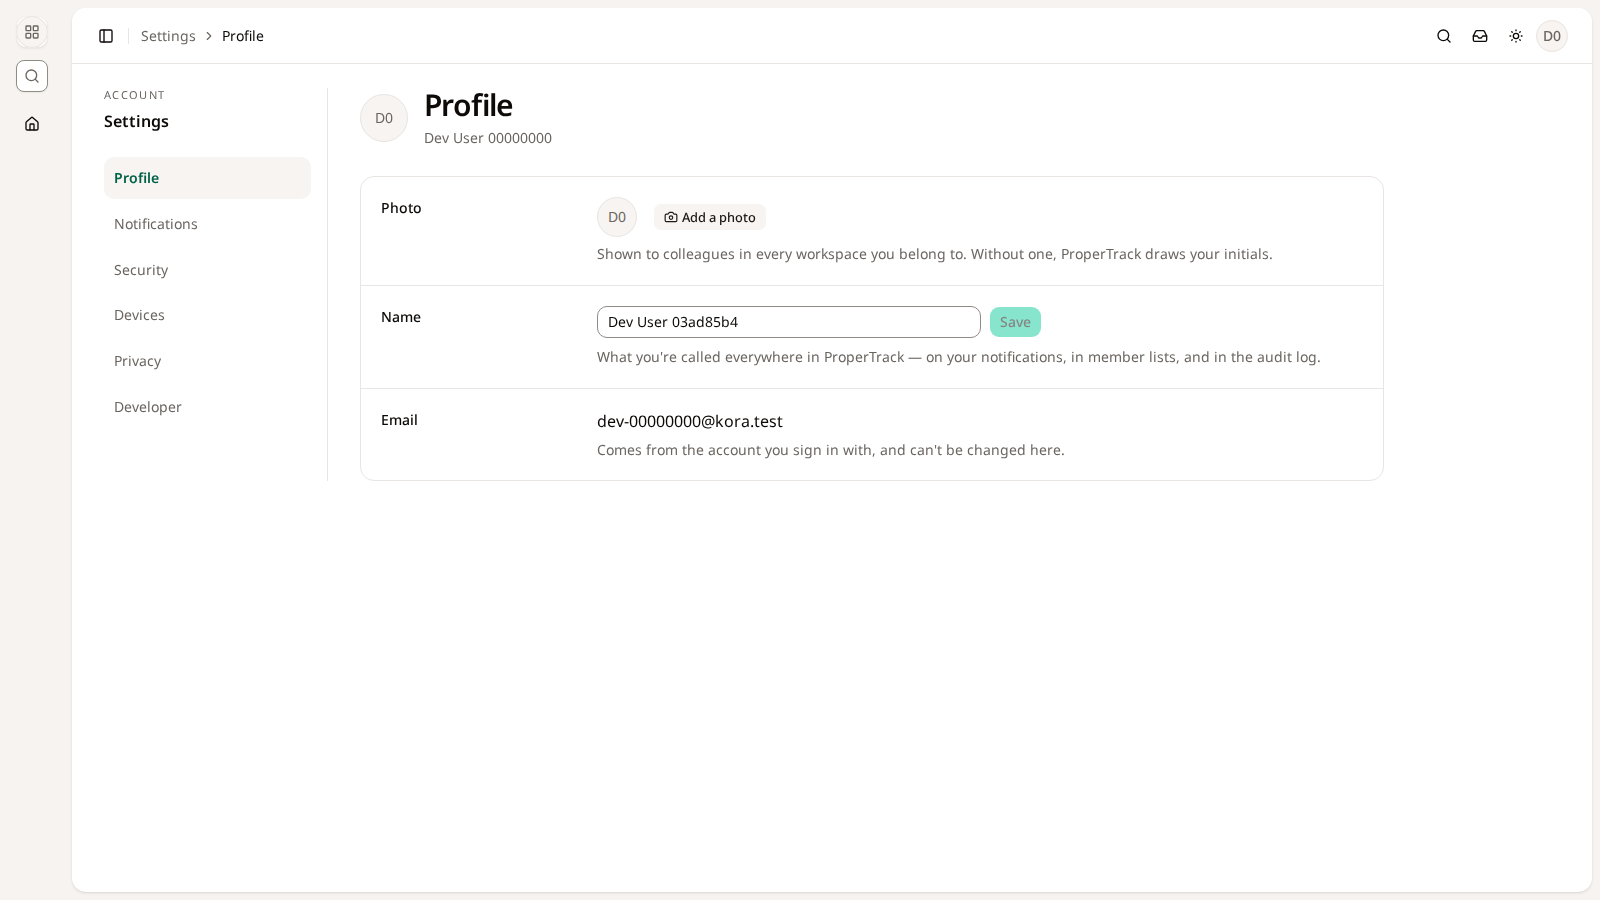 Settings > Profile
D0
ACCOUNT
Settings
Profile
Notifications
Security
Devices
Privacy
Developer
D0
Profile
Dev User 00000000
Photo
D0
Add a photo
Shown to colleagues in every workspace you belong to. Without one, ProperTrack draws your initials.
Name
Dev User 03ad85b4
Save
What you're called everywhere in ProperTrack — on your notifications, in member lists, and in the audit log.
Email
dev-00000000@kora.test
Comes from the account you sign in with, and can't be changed here.